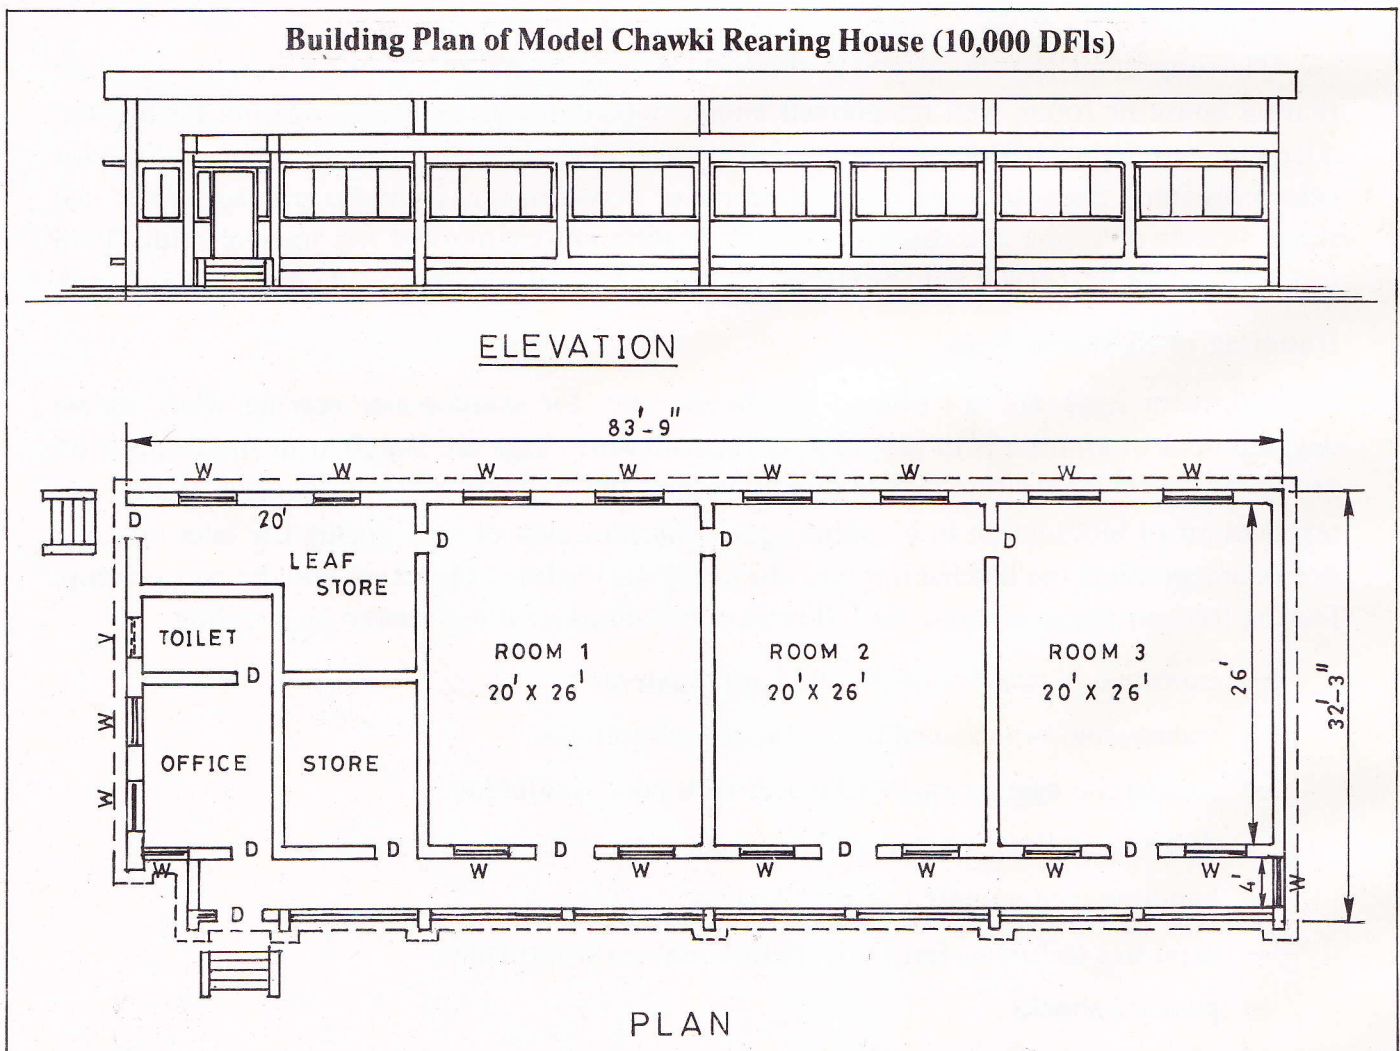 Building Plan of Model Chawki Rearing House (10,000 DFls)
ELEVATION
83'-9"
W W W W W W W W
D 20'
D D D
LEAF
STORE
TOILET
V
D
ROOM 1 ROOM 2 ROOM 3
20' X 26' 20' X 26' 20' X 26'
26'
32'-3"
W
OFFICE STORE
W
D D D D D
W W W W W W W
4'
W
D
PLAN